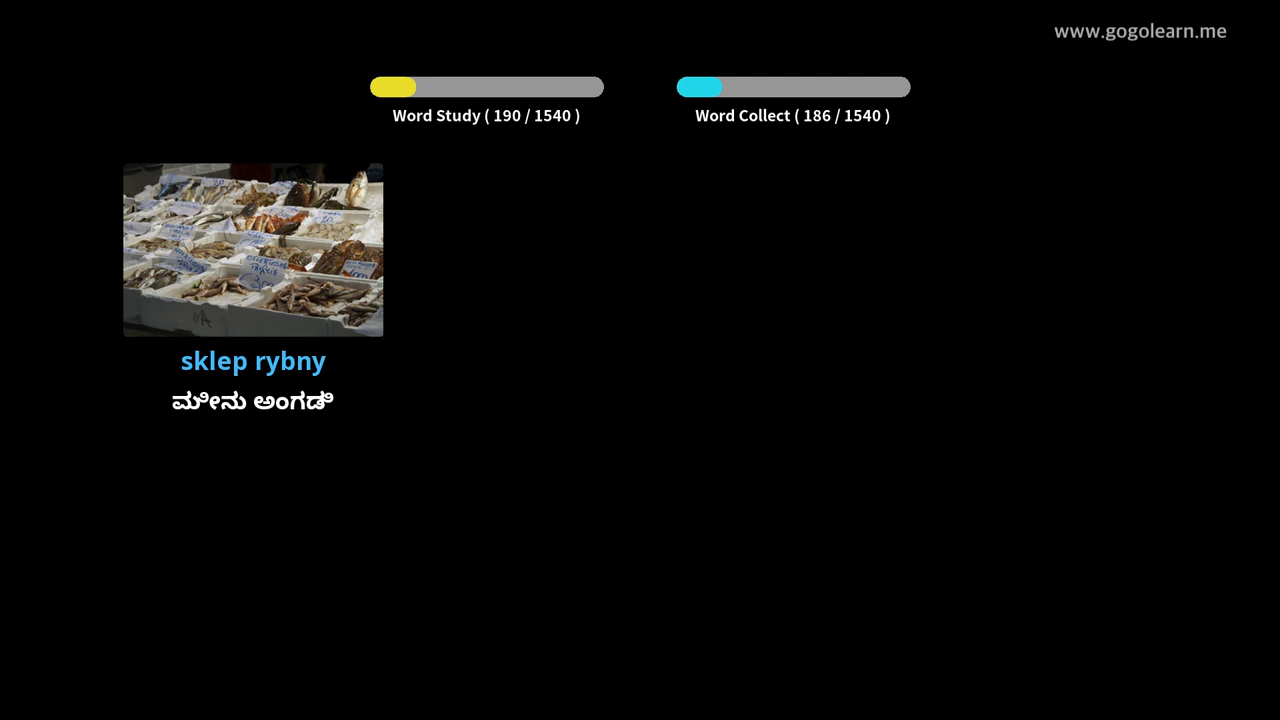 www.gogolearn.me
Word Study ( 190 / 1540 )
Word Collect ( 186 / 1540 )
sklep rybny
ಮೀನು ಅಂಗಡಿ